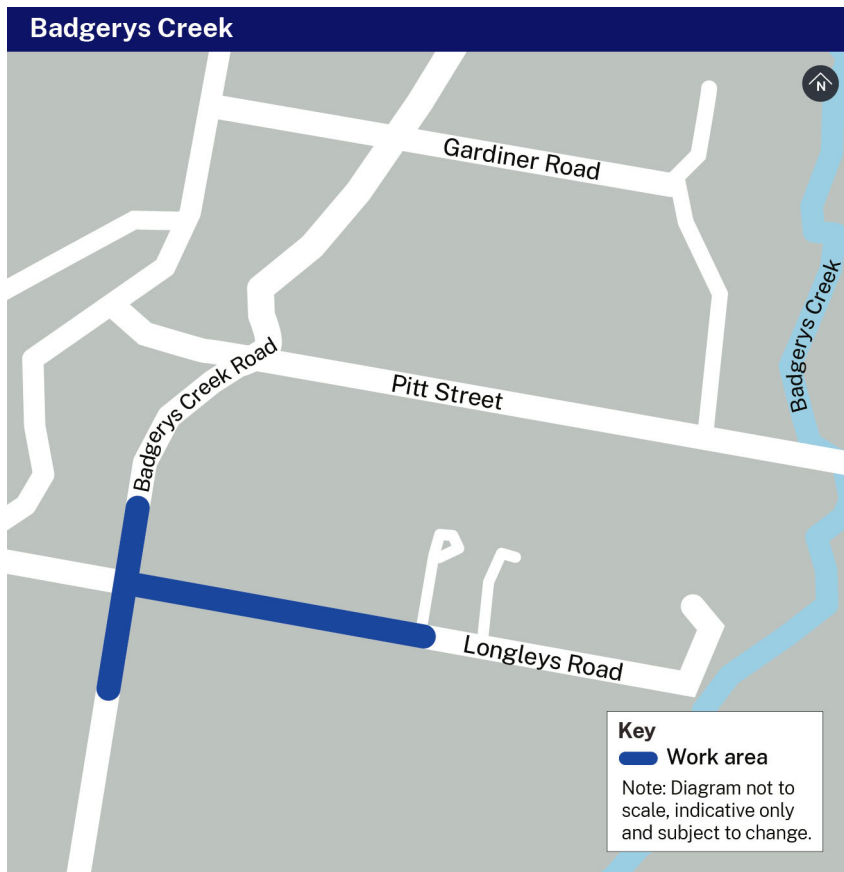 Badgerys Creek
N
Gardiner Road
Badgerys Creek
Badgerys Creek Road
Pitt Street
Longleys Road
Key
Work area
Note: Diagram not to
scale, indicative only
and subject to change.